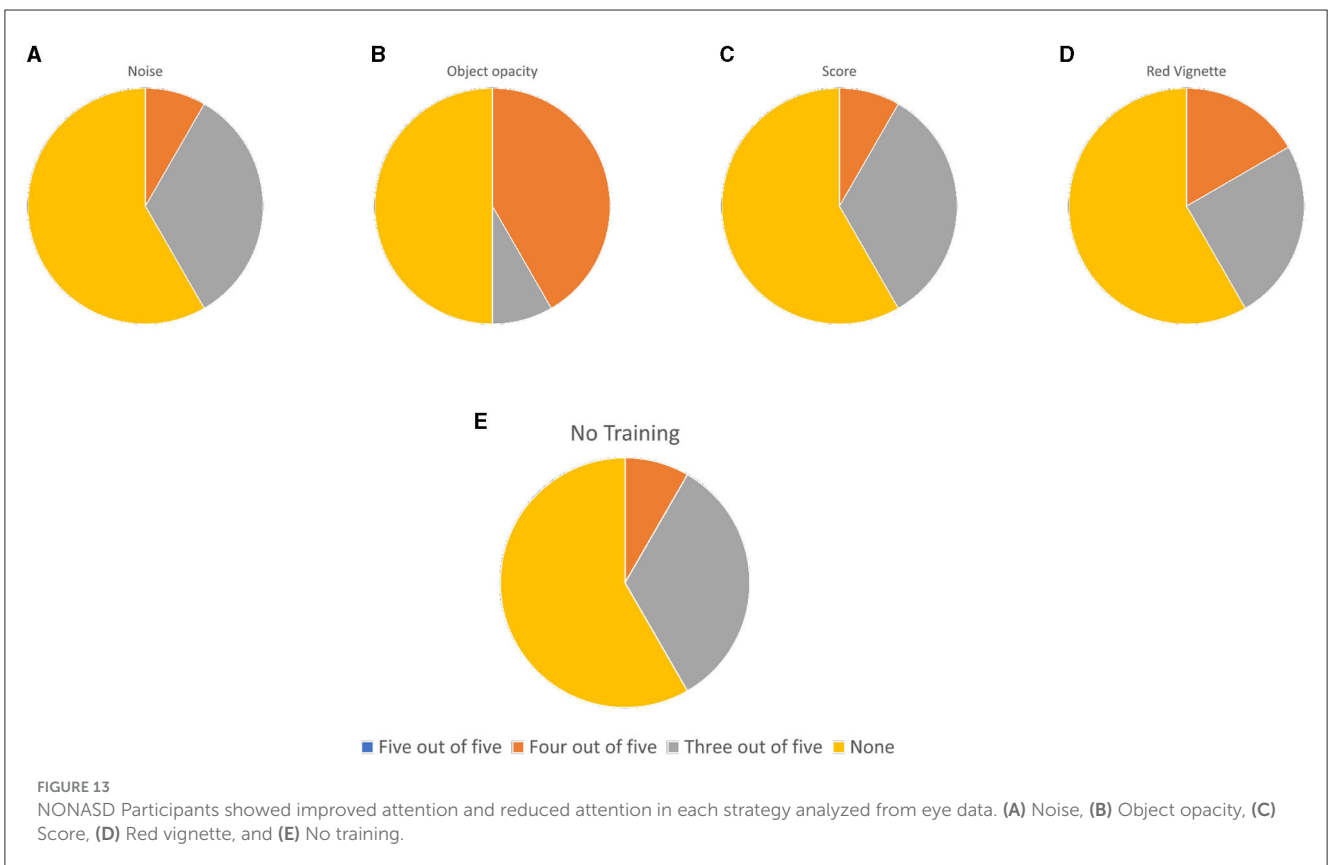 A
Noise
B
Object opacity
C
Score
D
Red Vignette
E
No Training
Five out of five Four out of five Three out of five None
FIGURE 13
NONASD Participants showed improved attention and reduced attention in each strategy analyzed from eye data. (A) Noise, (B) Object opacity, (C)
Score, (D) Red vignette, and (E) No training.